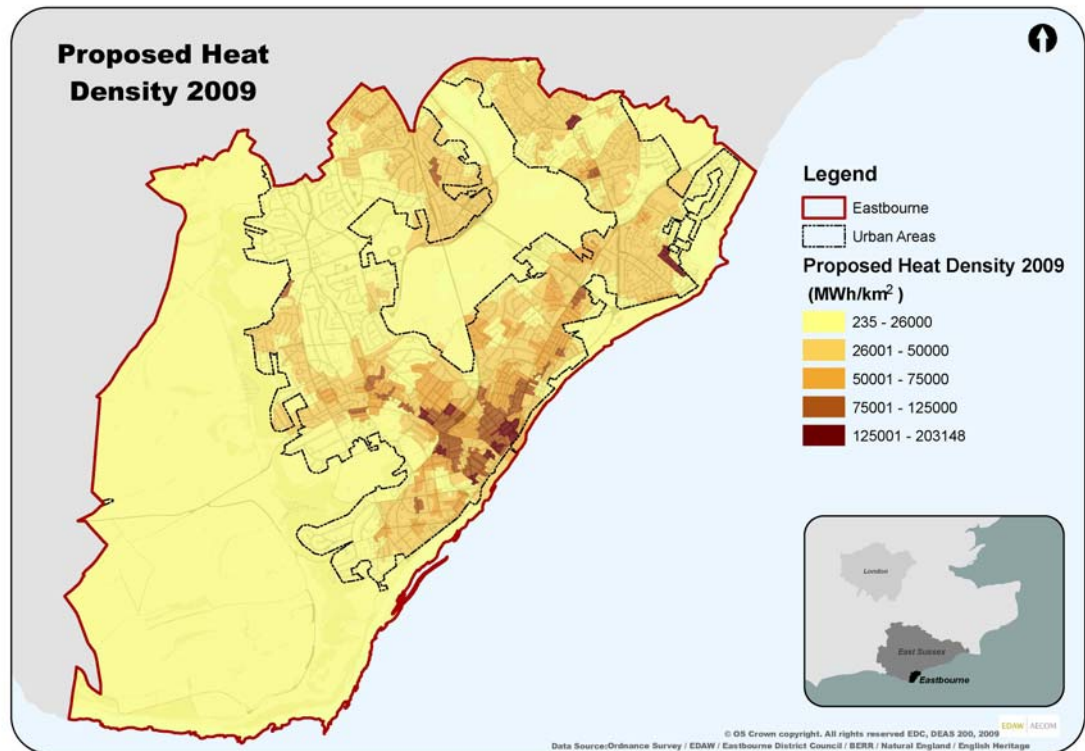 Proposed Heat
Density 2009
Legend
Eastbourne
Urban Areas
Proposed Heat Density 2009
(MWh/km²)
235 - 26000
26001 - 50000
50001 - 75000
75001 - 125000
125001 - 203148
London
East Sussex
Eastbourne
EDAW AECOM
© OS Crown copyright. All rights reserved EDC, DEAS 200, 2009
Data Source:Ordnance Survey / EDAW / Eastbourne District Council / BERR / Natural England / English Heritage